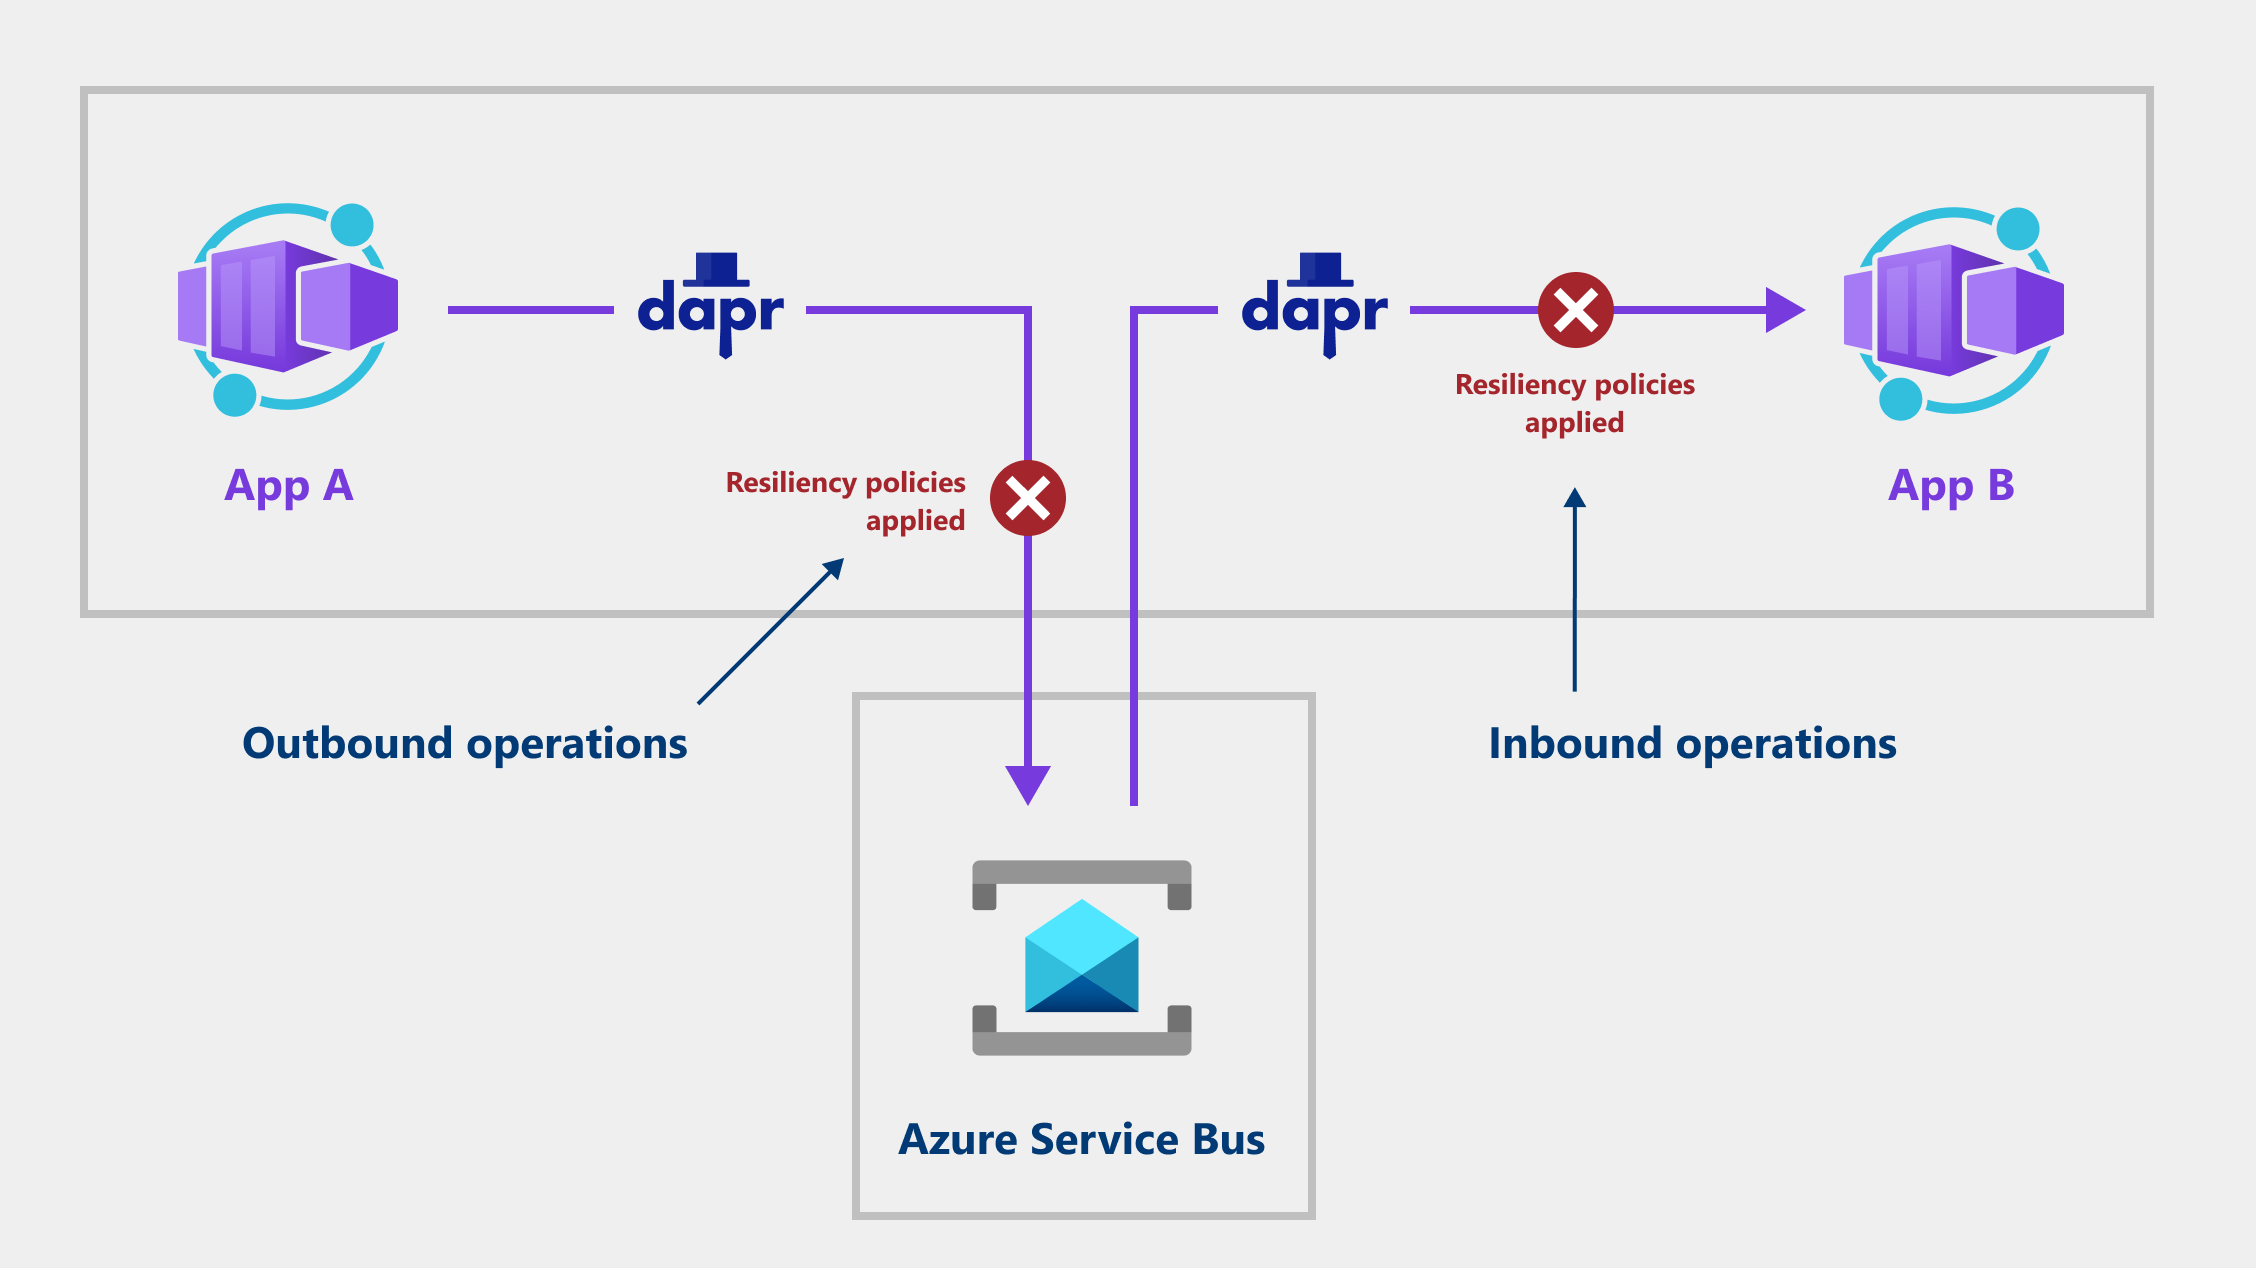 dapr
dapr
Resiliency policies
applied
App A
Resiliency policies
applied
App B
Outbound operations
Inbound operations
Azure Service Bus